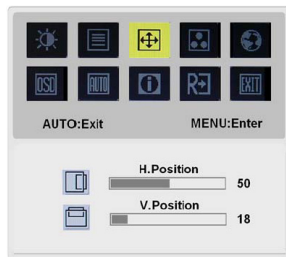 OSD AUTO i R EXIT
AUTO:Exit MENU:Enter
H.Position
50
V.Position
18